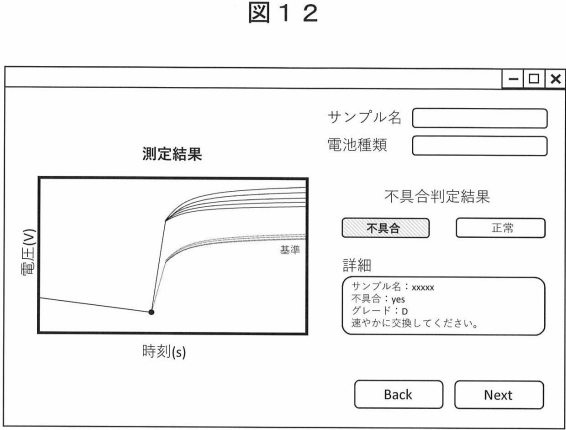 図１２
サンプル名
電池種類
測定結果
電圧(V)
基準
時刻(s)
不具合判定結果
不具合
正常
詳細
サンプル名：xxxxx
不具合：yes
グレード：D
速やかに交換してください。
Back
Next